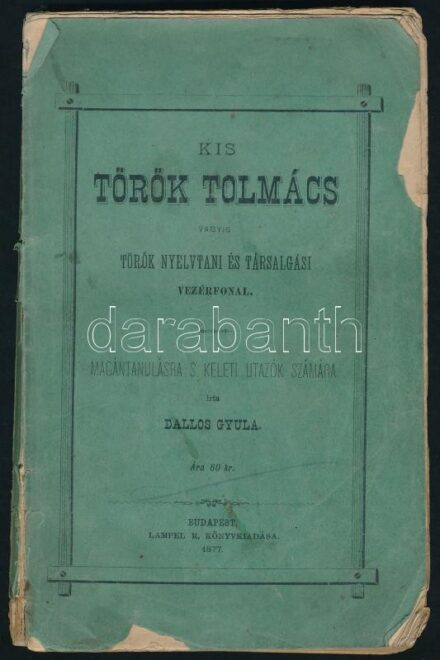 KIS
TÖRÖK TOLMÁCS
VAGYIS
TÖRÖK NYELVTANI ÉS TÁRSALGÁSI
VEZÉRFONAL.
darabanth
MAGÁNTANULÁSRA S KELETI UTAZÓK SZÁMÁRA
irta
DALLOS GYULA.
Ára 60 kr.
BUDAPEST,
LAMPEL R. KÖNYVKIADÁSA.
1877.